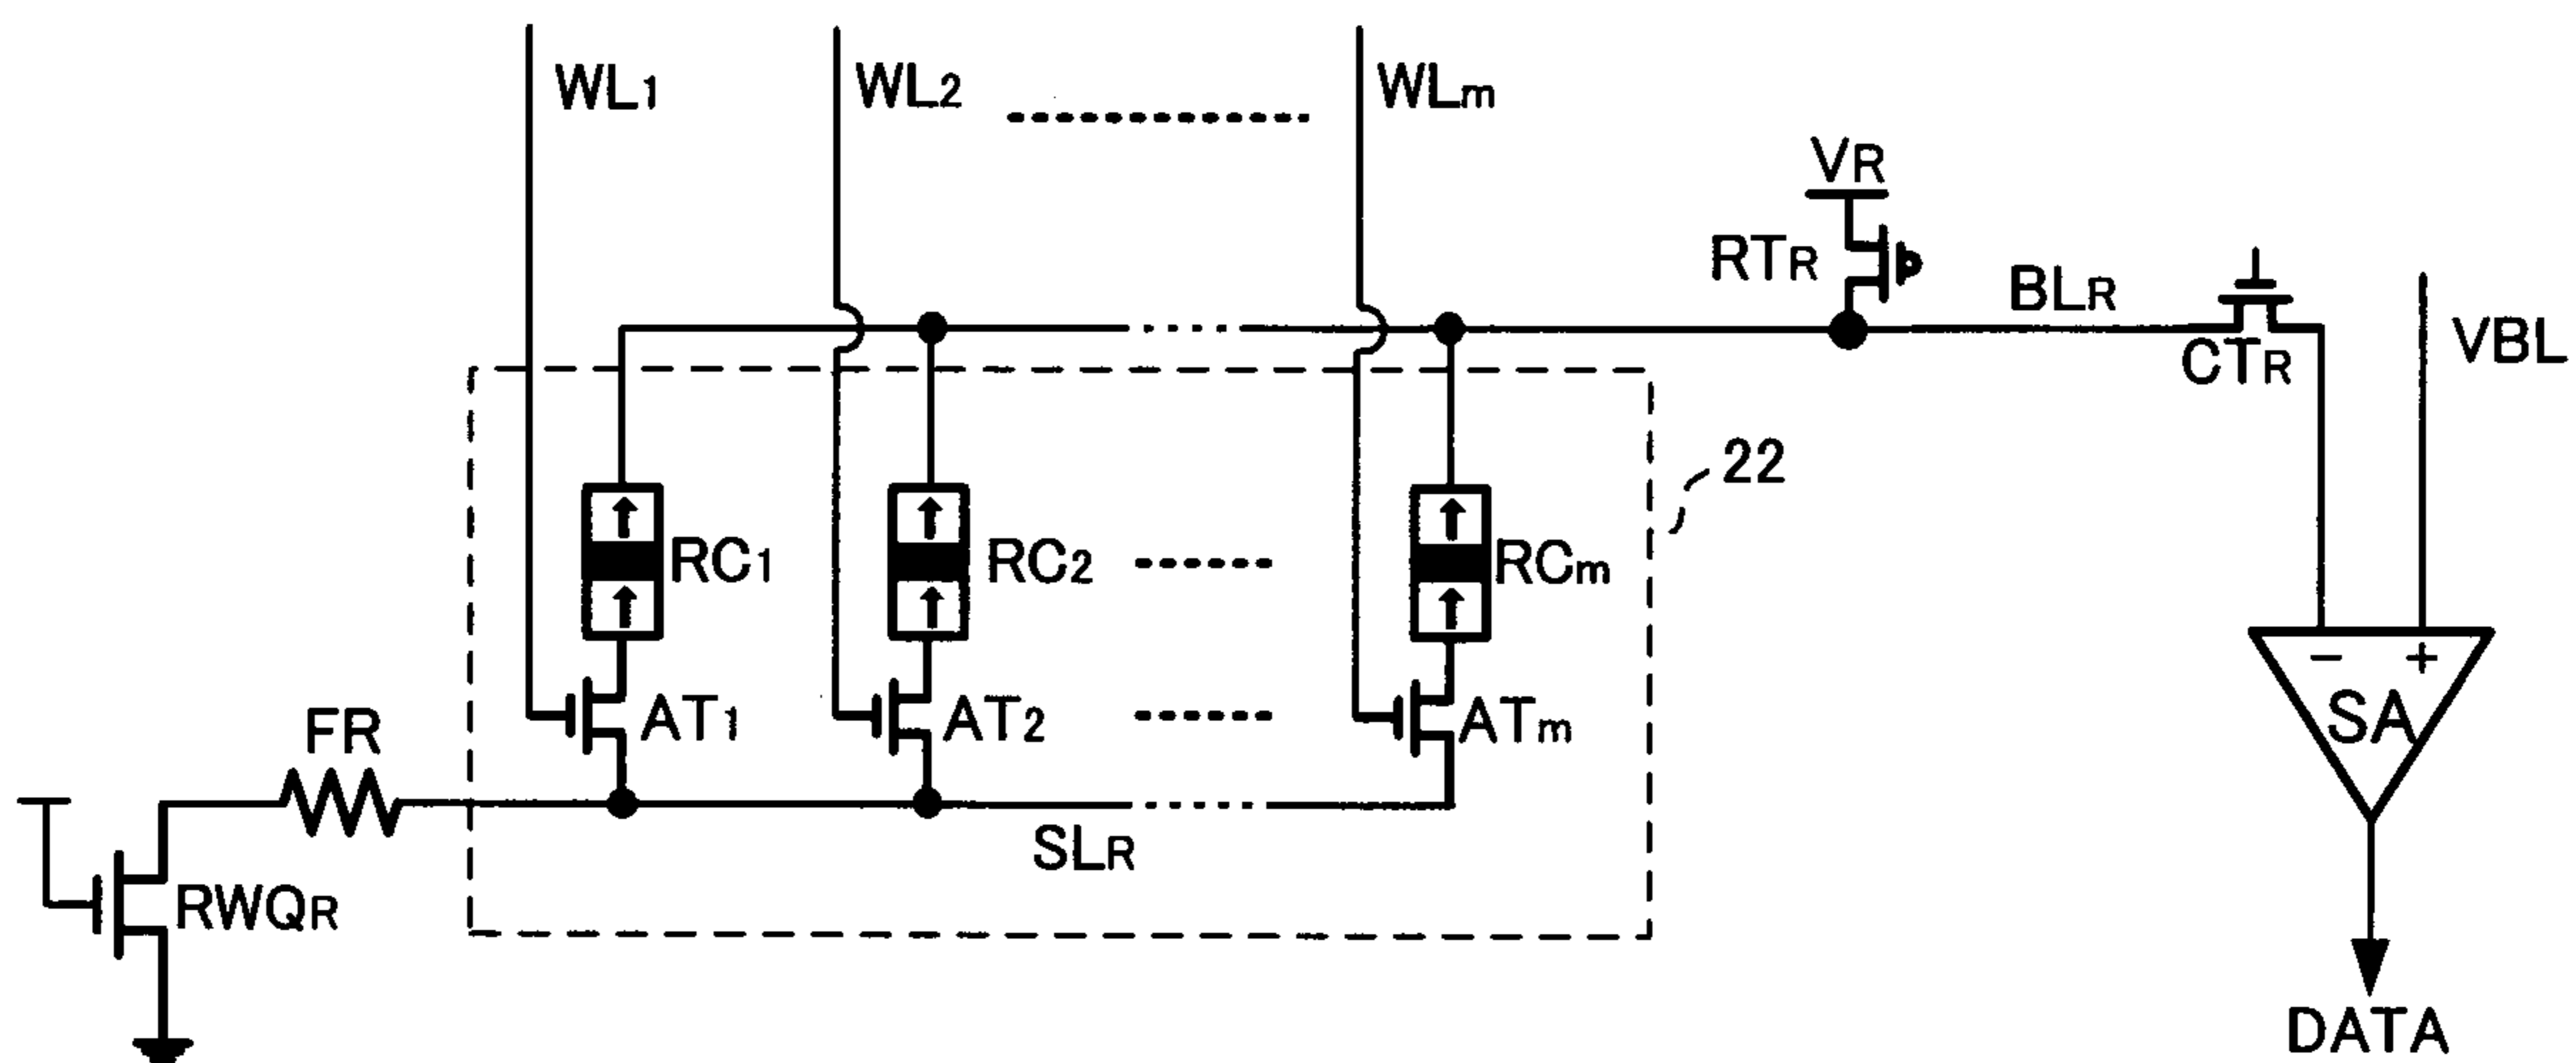 WL1 WL2 WLm
VR
RTR
BLR
CTR
VBL
22
RC1 RC2 RCm
AT1 AT2 ATm
FR
SLR
RWQR
- +
SA
DATA